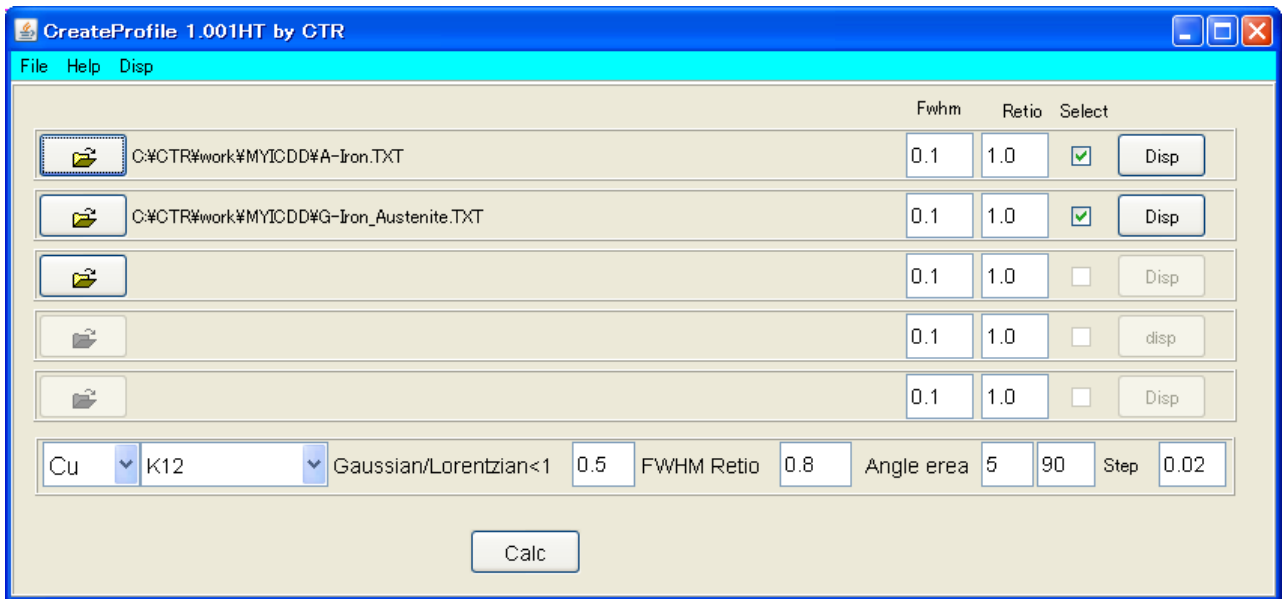 CreateProfile 1.001HT by CTR
File Help Disp
Fwhm Retio Select
C:¥CTR¥work¥MYICDD¥A-Iron.TXT 0.1 1.0 Disp
C:¥CTR¥work¥MYICDD¥G-Iron_Austenite.TXT 0.1 1.0 Disp
0.1 1.0 Disp
0.1 1.0 disp
0.1 1.0 Disp
Cu K12 Gaussian/Lorentzian<1 0.5 FWHM Retio 0.8 Angle erea 5 90 Step 0.02
Calc